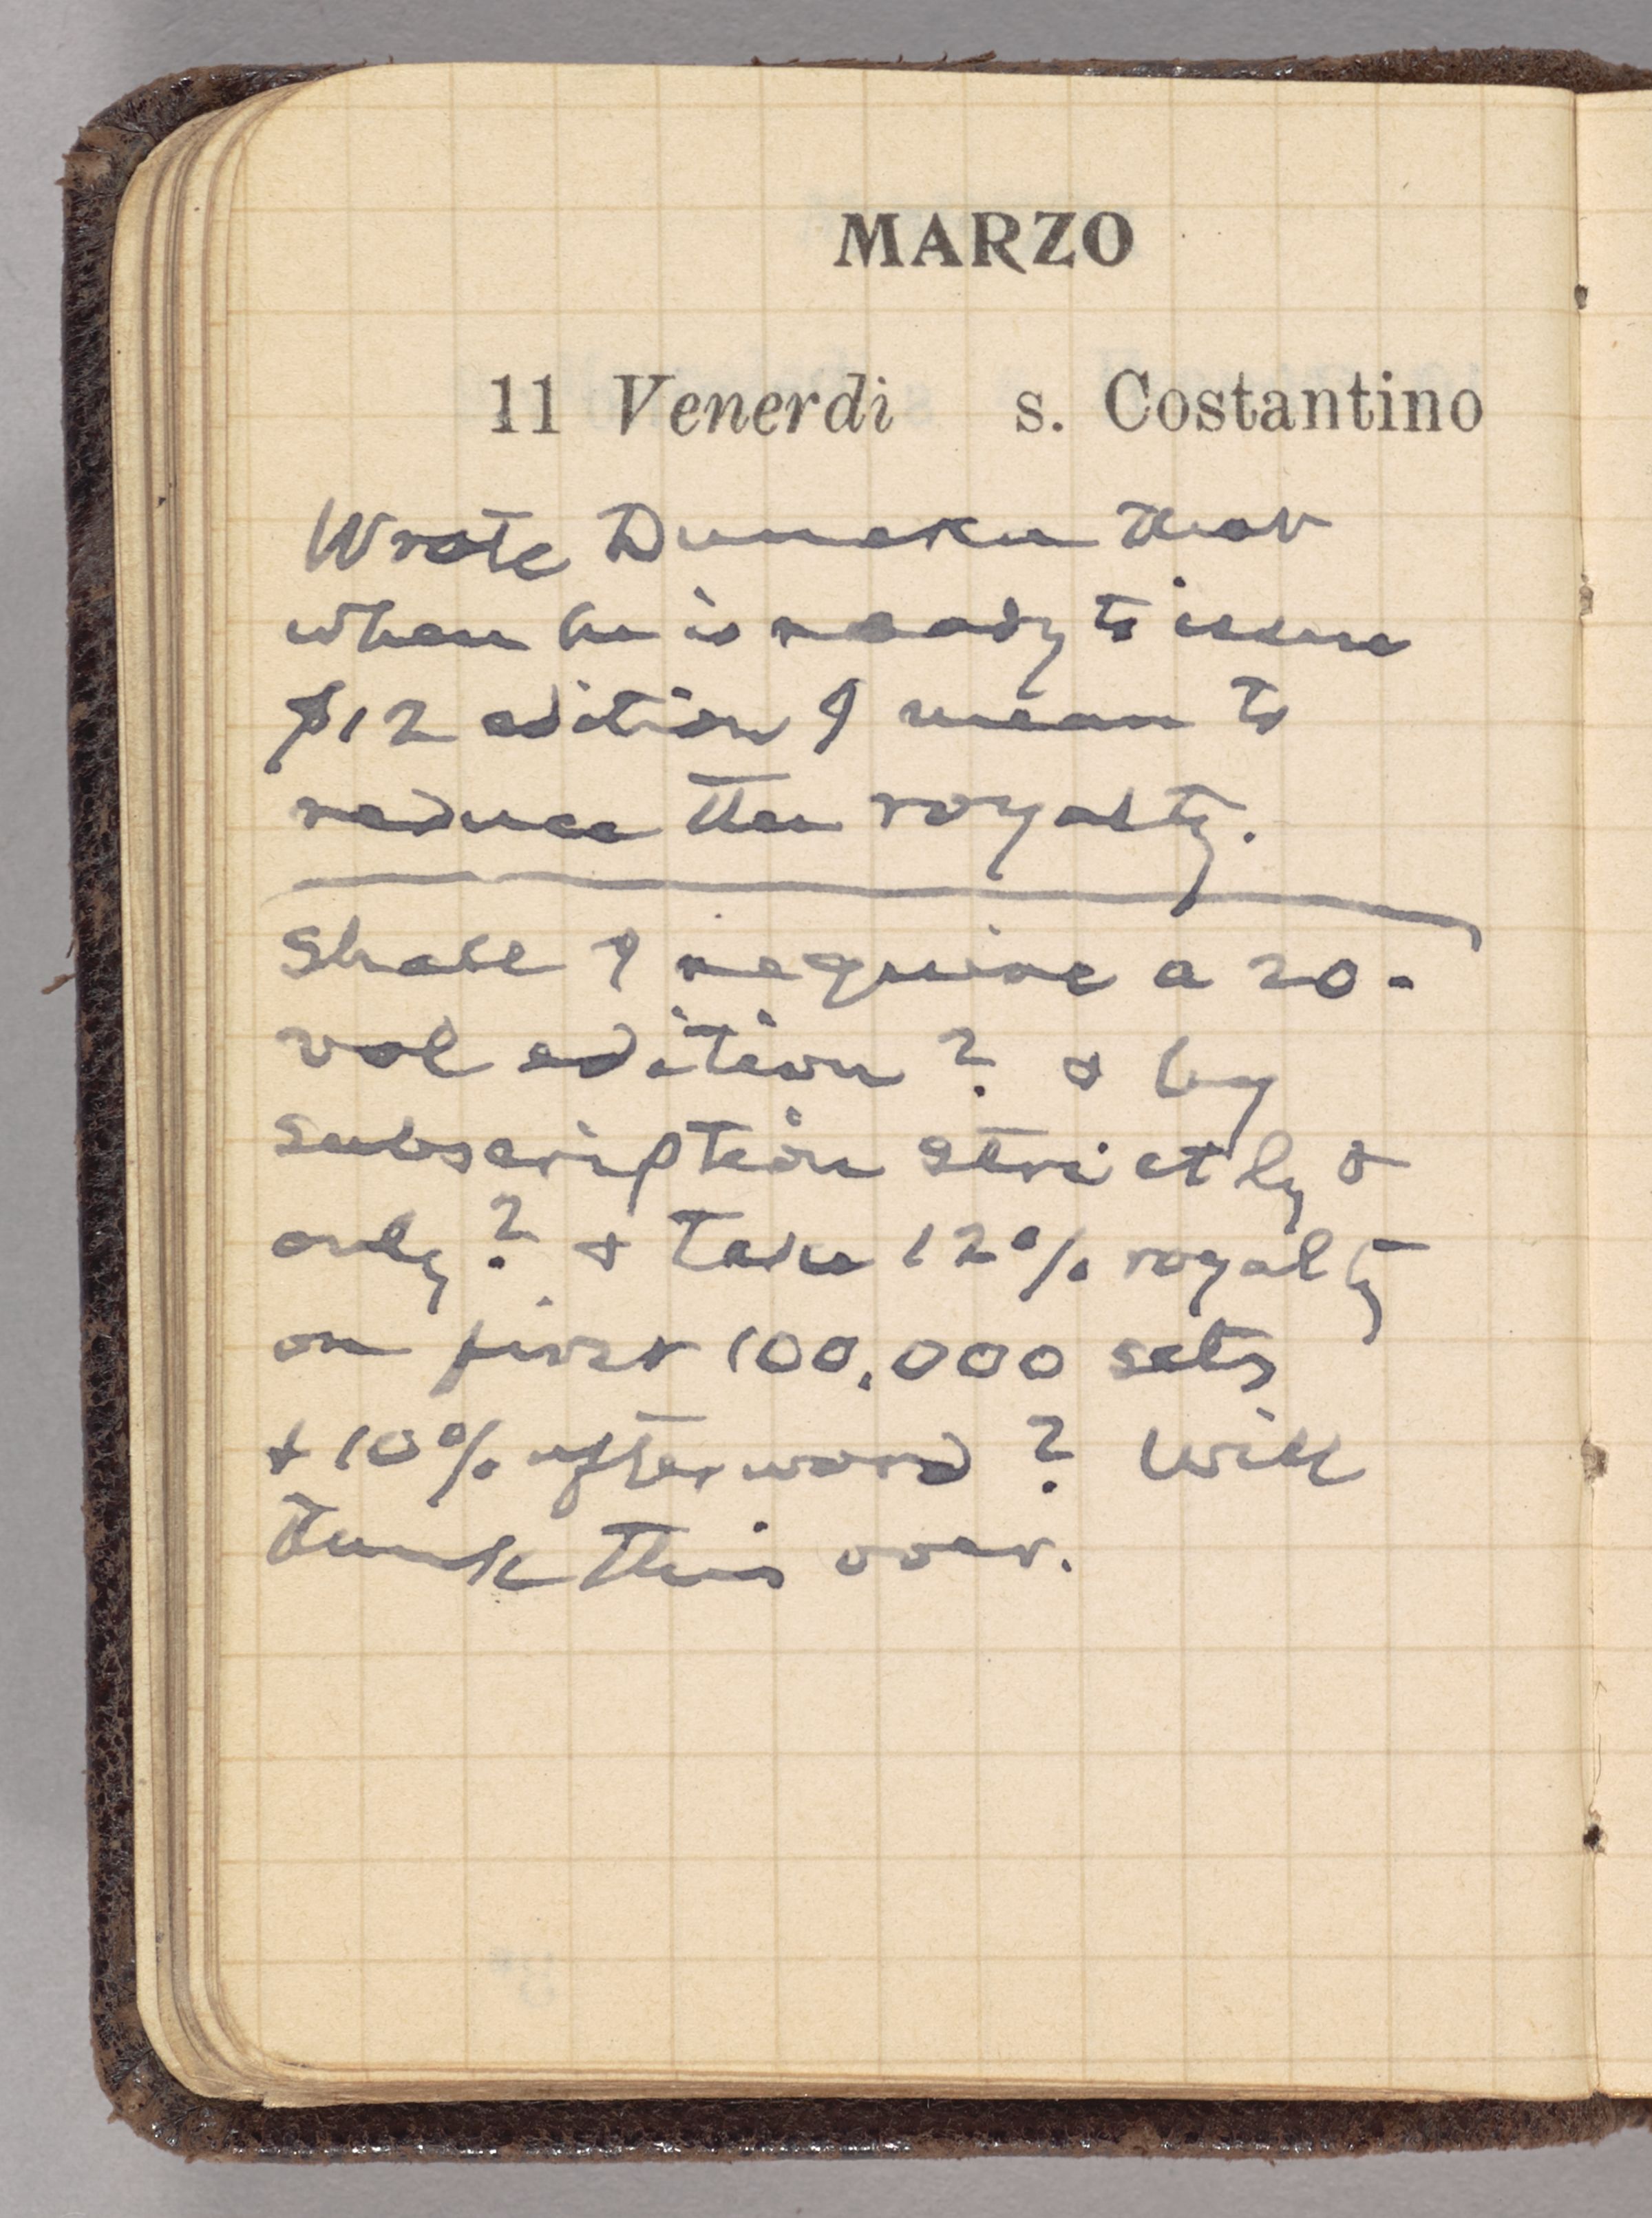 MARZO
11 Venerdi s. Costantino
Wrote Duneka that
when he is ready to issue
$12 edition I mean to
reduce the royalty.
Shall I require a 20-
vol edition? & by
subscription strictly &
only? & take 12% royalty
on first 100,000 sets
& 10% afterward? Will
think this over.